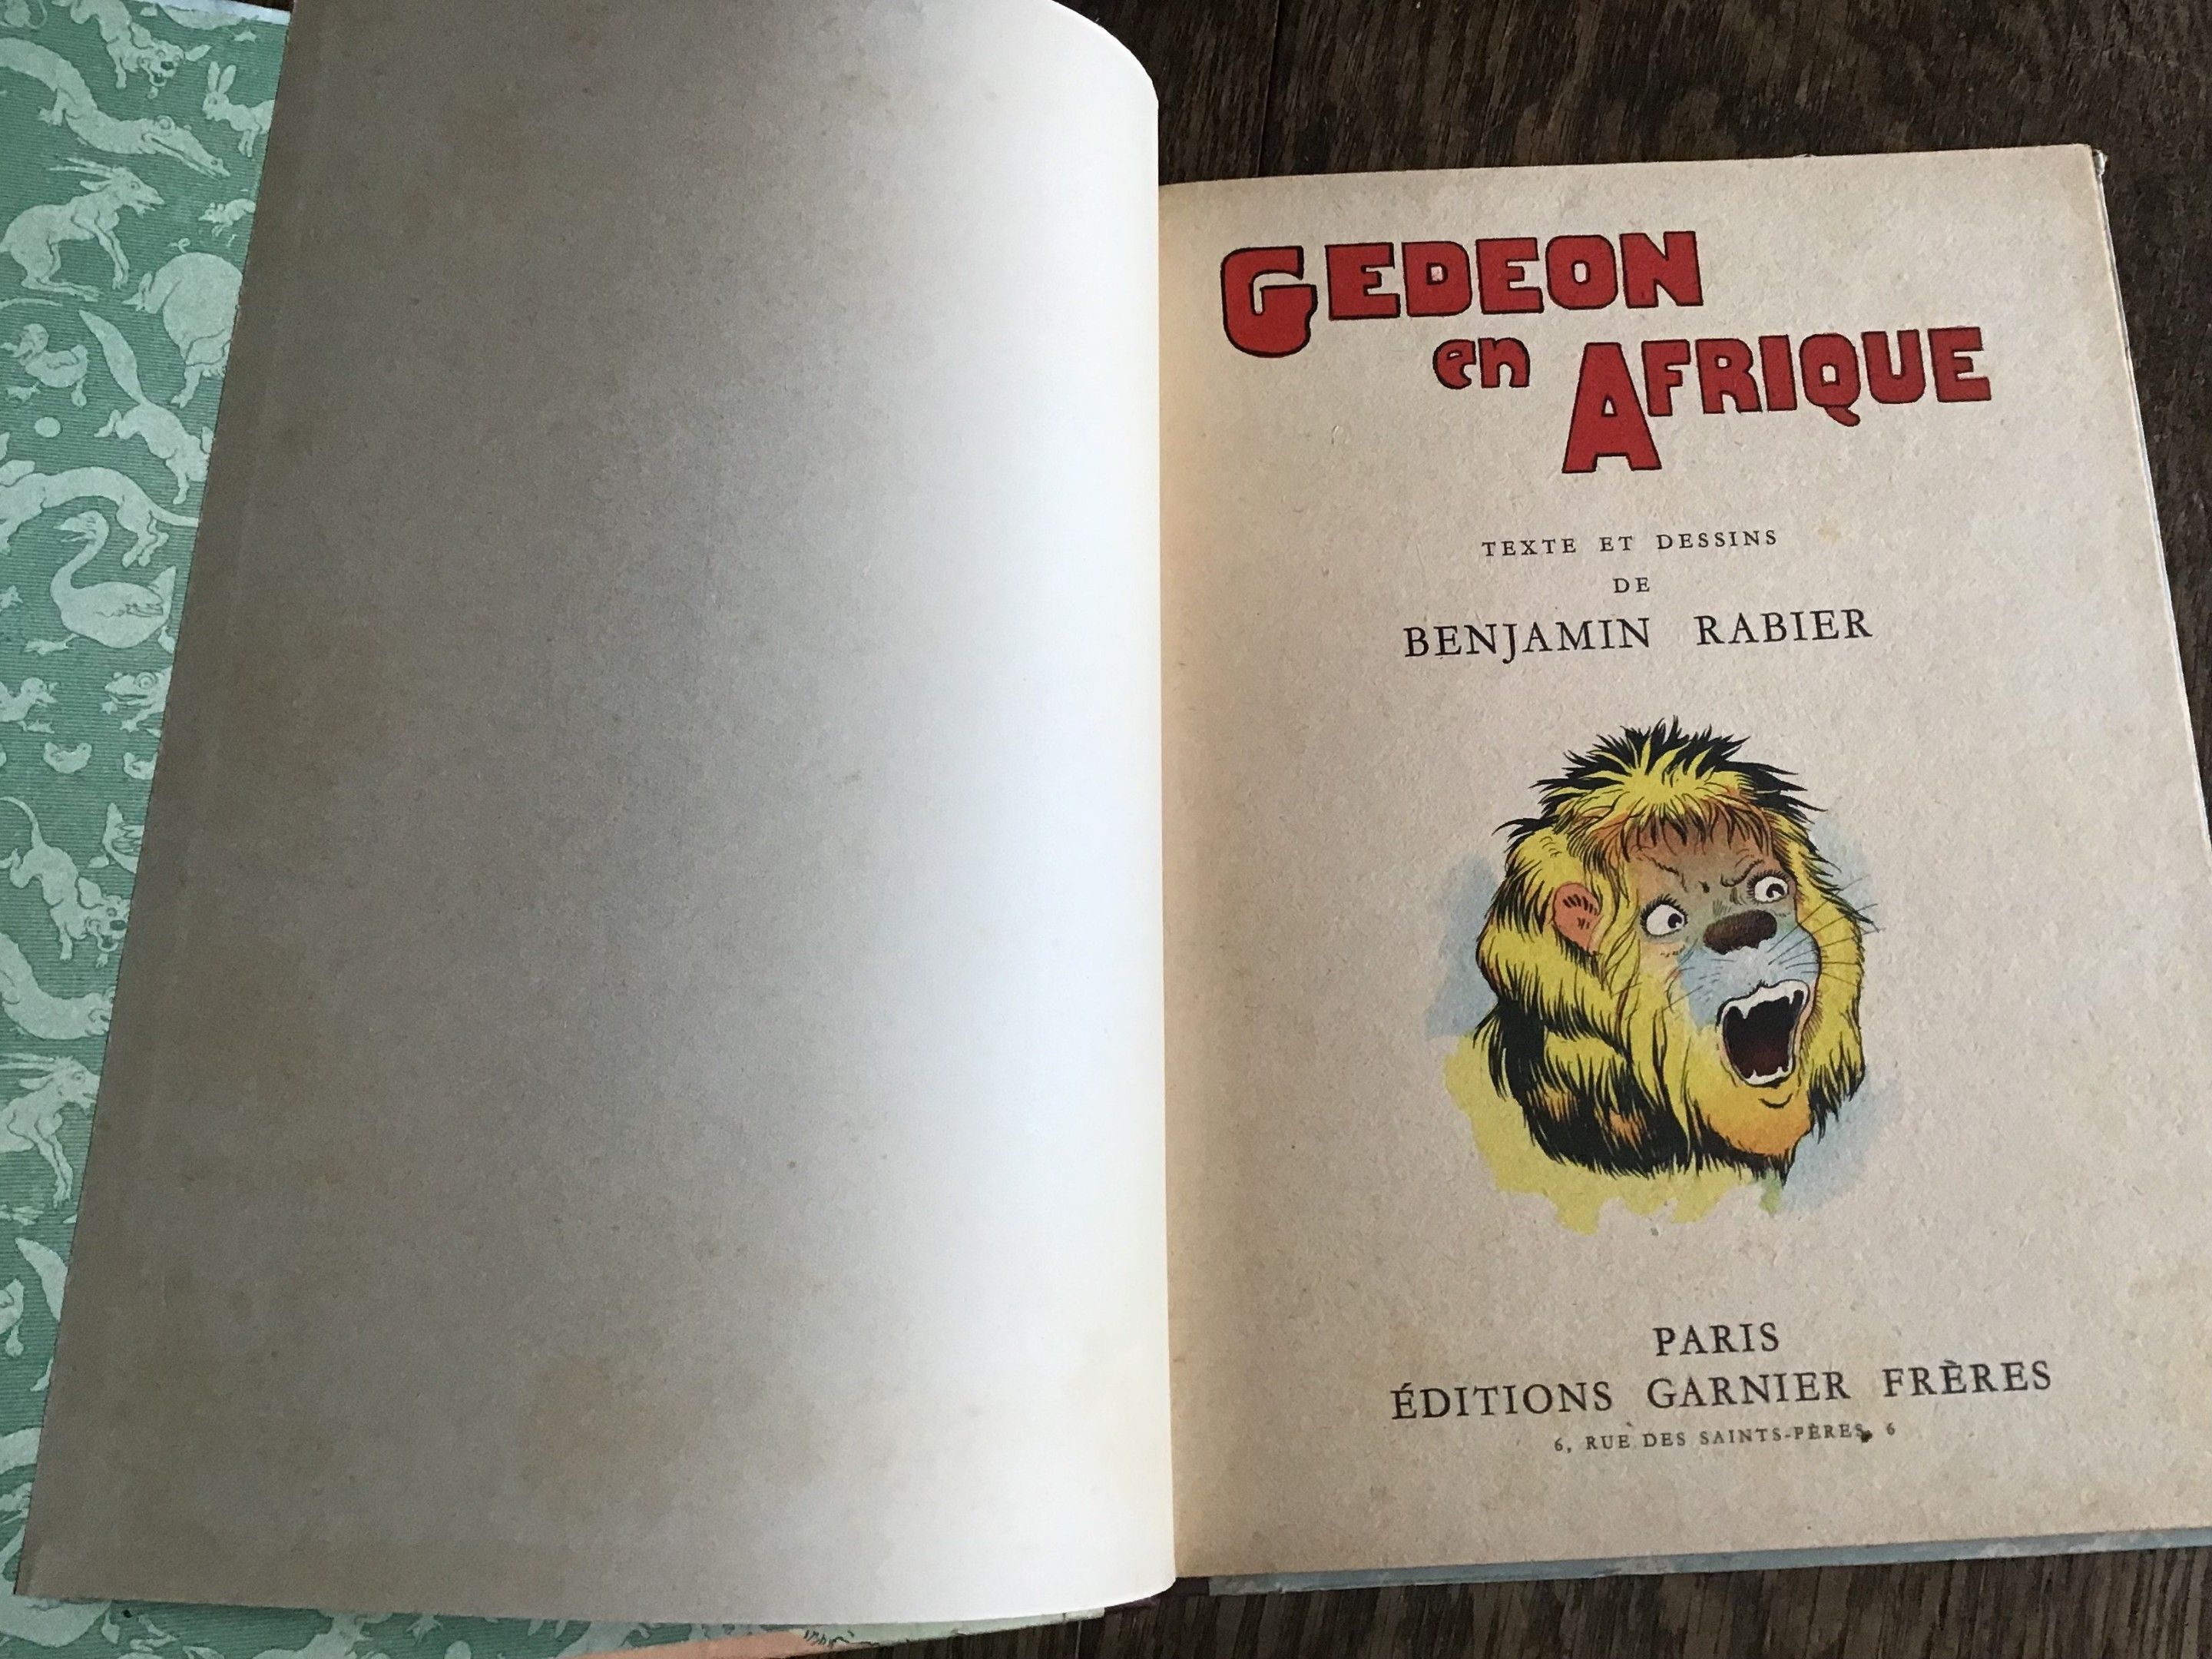 GEDEON
en AFRIQUE
TEXTE ET DESSINS
DE
BENJAMIN RABIER
PARIS
ÉDITIONS GARNIER FRÈRES
6, RUE DES SAINTS-PÈRES, 6